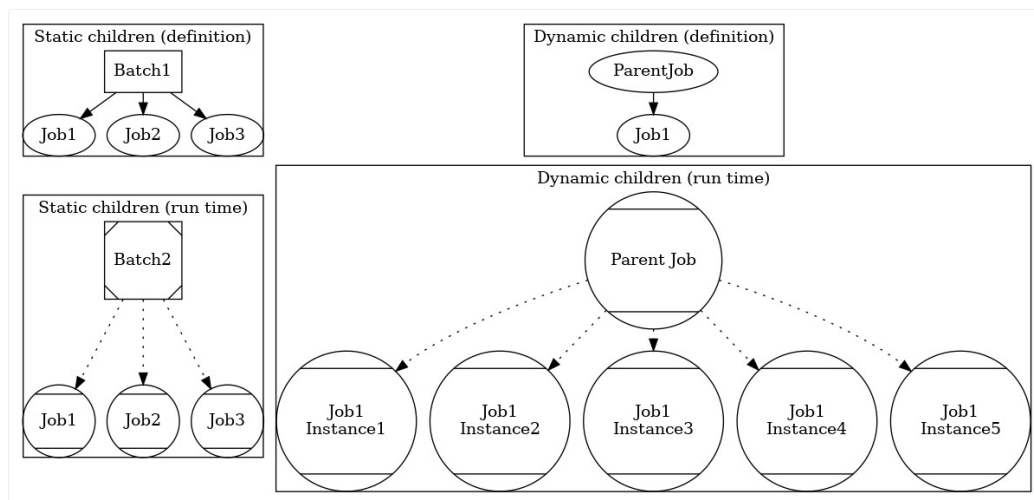 Static children (definition)
Batch1
Job1
Job2
Job3
Dynamic children (definition)
ParentJob
Job1
Static children (run time)
Batch2
Job1
Job2
Job3
Dynamic children (run time)
Parent Job
Job1
Instance1
Job1
Instance2
Job1
Instance3
Job1
Instance4
Job1
Instance5